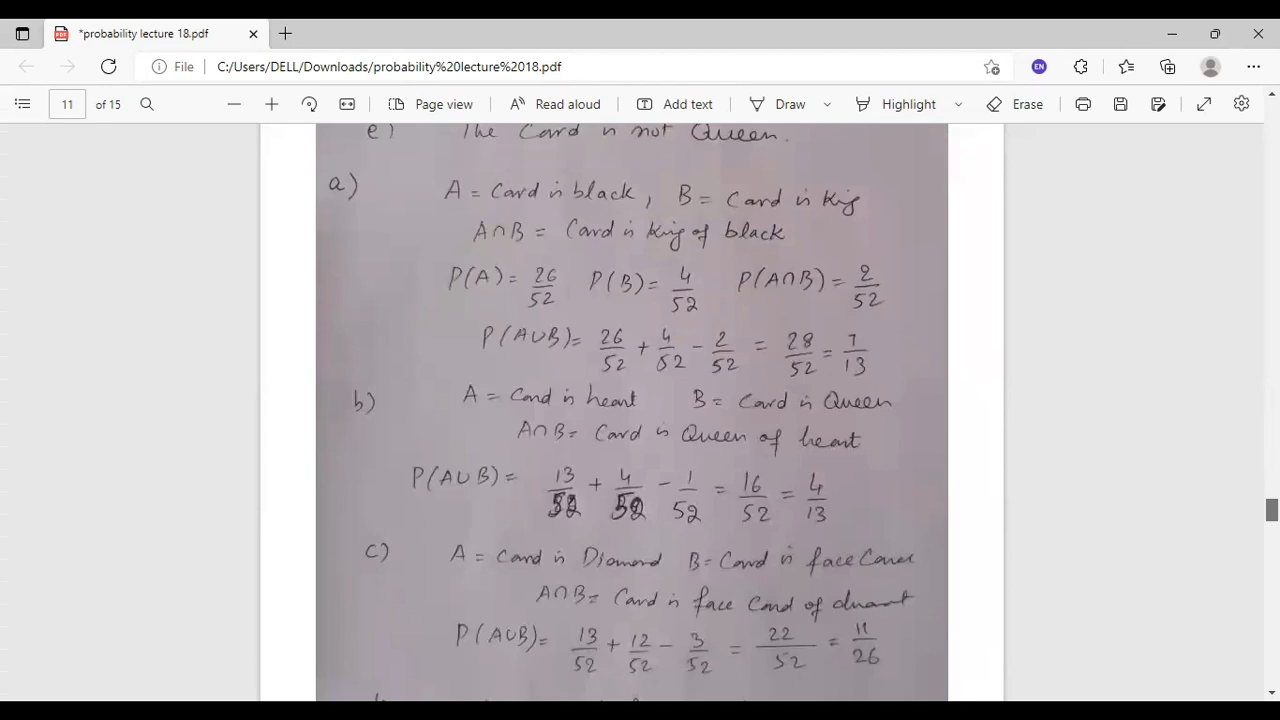 *probability lecture 18.pdf
File C:/Users/DELL/Downloads/probability%20lecture%2018.pdf
EN
11 of 15 Page view Read aloud Add text Draw Highlight Erase
e) The Card is not Queen.
a) A = Card is black, B = Card is King
A∩B = Card is King of black
P(A) = 26/52 P(B) = 4/52 P(A∩B) = 2/52
P(A∪B) = 26/52 + 4/52 - 2/52 = 28/52 = 7/13
b) A = Card is heart B = Card is Queen
A∩B = Card is Queen of heart
P(A∪B) = 13/52 + 4/52 - 1/52 = 16/52 = 4/13
c) A = Card is Diamond B = Card is face Card
A∩B = Card is face Card of
P(A∪B) = 13/52 + 12/52 - 3/52 = 22/52 = 11/26